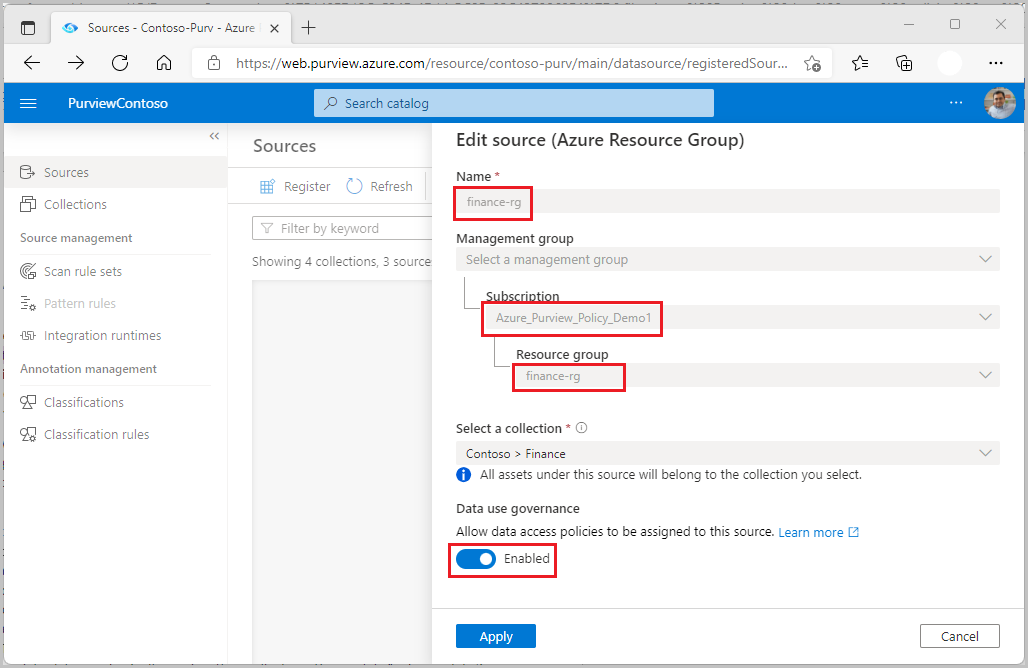 Sources - Contoso-Purv - Azure
https://web.purview.azure.com/resource/contoso-purv/main/datasource/registeredSour...
PurviewContoso
Search catalog
Sources
Collections
Source management
Scan rule sets
Pattern rules
Integration runtimes
Annotation management
Classifications
Classification rules
Sources
Register
Refresh
Filter by keyword
Showing 4 collections, 3 source
Edit source (Azure Resource Group)
Name *
finance-rg
Management group
Select a management group
Subscription
Azure_Purview_Policy_Demo1
Resource group
finance-rg
Select a collection *
Contoso > Finance
All assets under this source will belong to the collection you select.
Data use governance
Allow data access policies to be assigned to this source. Learn more
Enabled
Apply
Cancel